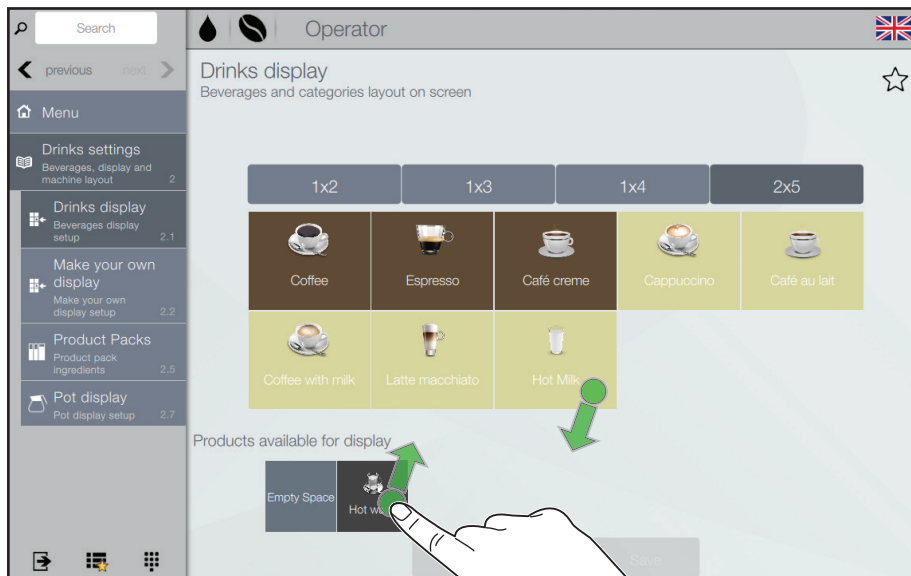 Search
Operator
previous
next
Menu
Drinks settings
Beverages, display and
machine layout 2
Drinks display
Beverages display
setup 2.1
Make your own
display
Make your own
display setup 2.2
Product Packs
Product pack
ingredients 2.5
Pot display
Pot display setup 2.7
Drinks display
Beverages and categories layout on screen
1x2 1x3 1x4 2x5
Coffee Espresso Café creme Cappuccino Café au lait
Coffee with milk Latte macchiato Hot Milk
Products available for display
Empty Space
Hot
Save